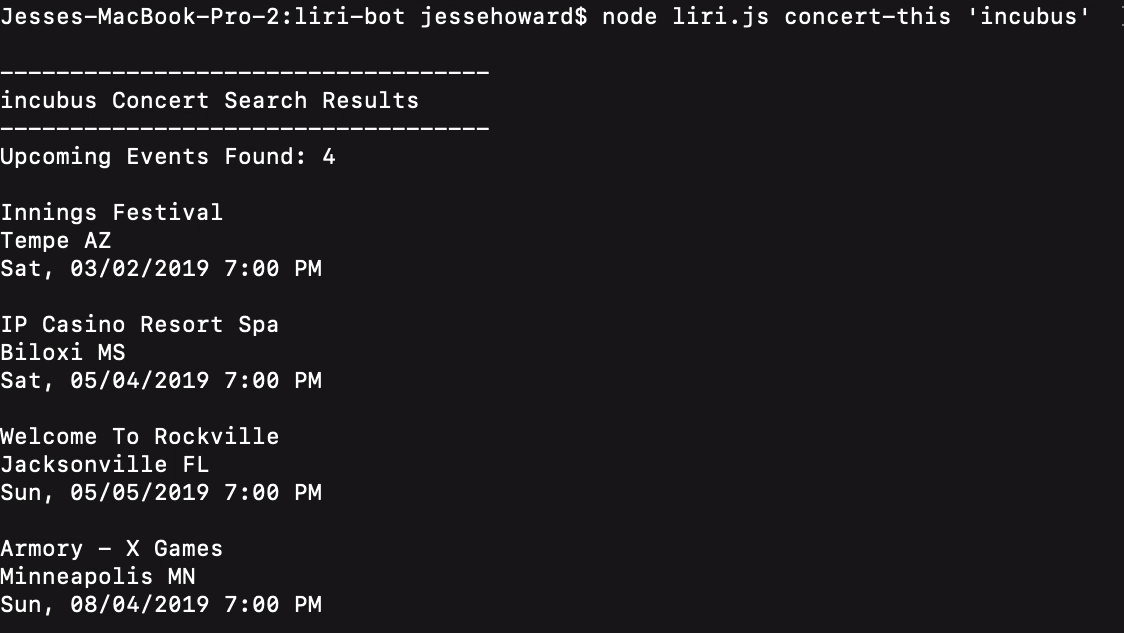 Jesses-MacBook-Pro-2:liri-bot jessehoward$ node liri.js concert-this 'incubus'
-----------------------------------
incubus Concert Search Results
-----------------------------------
Upcoming Events Found: 4
Innings Festival
Tempe AZ
Sat, 03/02/2019 7:00 PM
IP Casino Resort Spa
Biloxi MS
Sat, 05/04/2019 7:00 PM
Welcome To Rockville
Jacksonville FL
Sun, 05/05/2019 7:00 PM
Armory - X Games
Minneapolis MN
Sun, 08/04/2019 7:00 PM